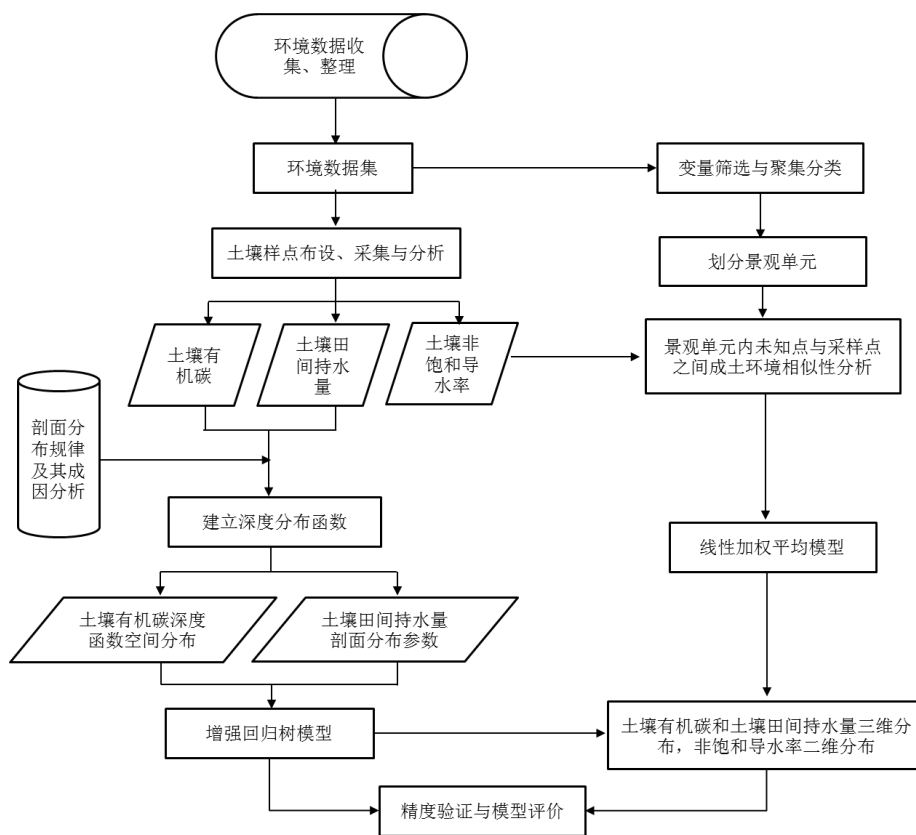 环境数据收
集、整理
环境数据集
变量筛选与聚集分类
土壤样点布设、采集与分析
划分景观单元
土壤有
机碳
土壤田
间持水
量
土壤非
饱和导
水率
景观单元内未知点与采样点
之间成土环境相似性分析
剖面分
布规律
及其成
因分析
建立深度分布函数
线性加权平均模型
土壤有机碳深度
函数空间分布
土壤田间持水量
剖面分布参数
增强回归树模型
土壤有机碳和土壤田间持水量三维分
布，非饱和导水率二维分布
精度验证与模型评价